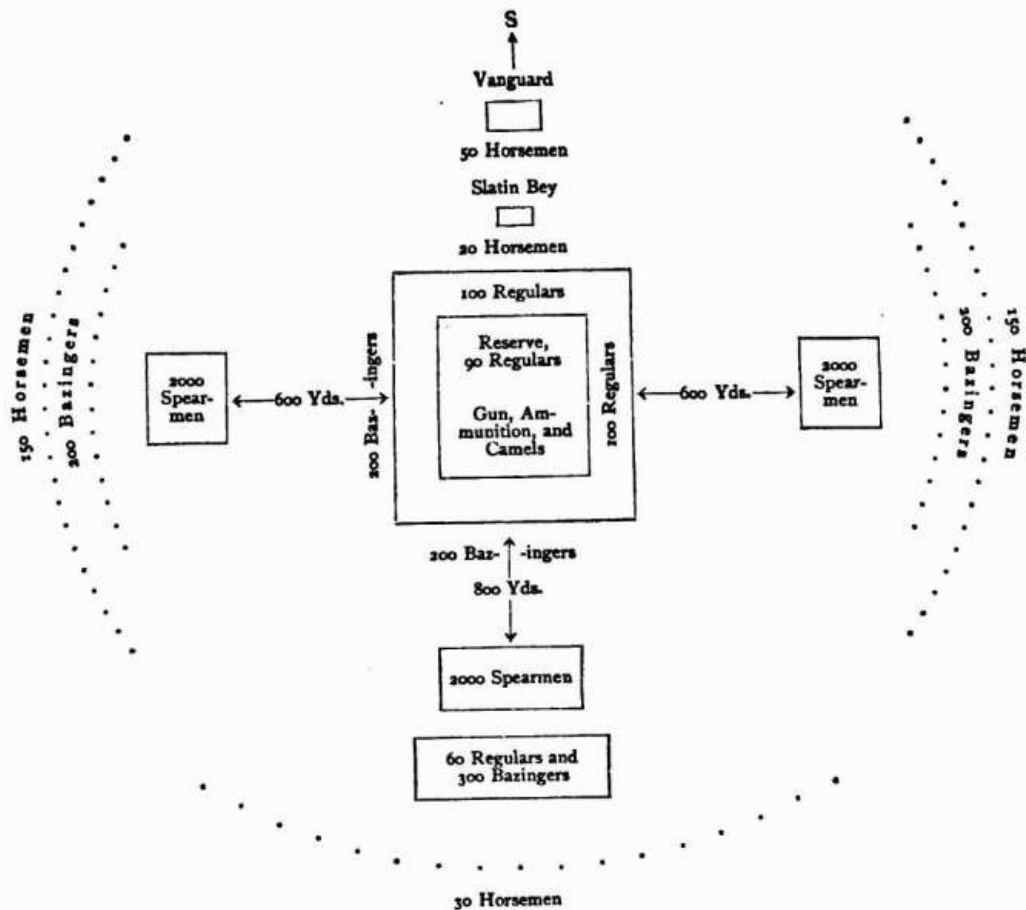 S
Vanguard
50 Horsemen
Slatin Bey
20 Horsemen
100 Regulars
Reserve,
90 Regulars
Gun, Am-
munition, and
Camels
200 Baz- -ingers
100 Regulars
150 Horsemen
200 Bazingers
2000
Spear-
men
600 Yds.
600 Yds.
2000
Spear-
men
200 Bazingers
150 Horsemen
200 Baz- -ingers
800 Yds.
2000 Spearmen
60 Regulars and
300 Bazingers
30 Horsemen